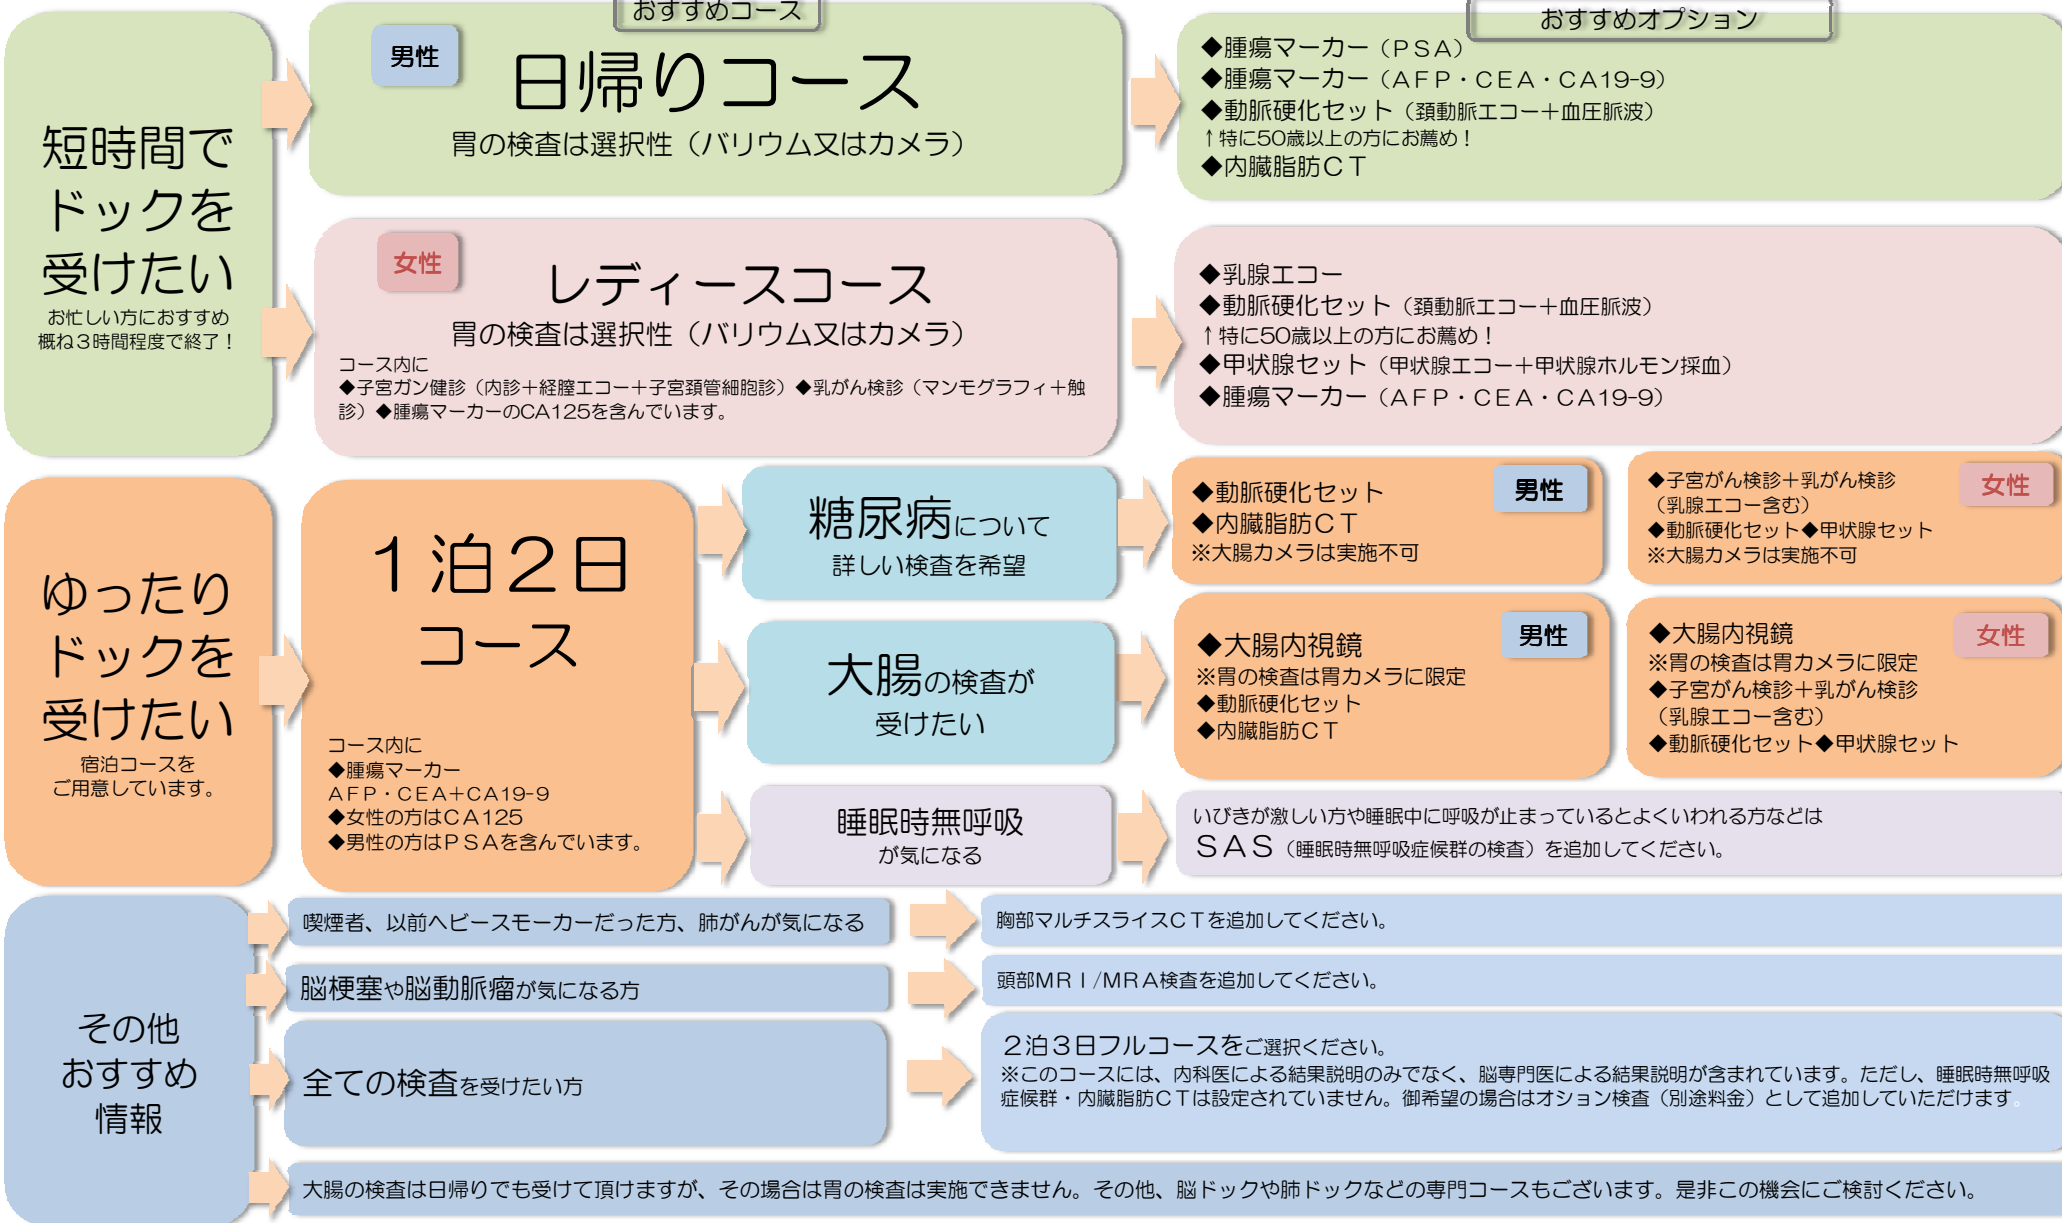 おすすめコース
おすすめオプション
短時間で
ドックを
受けたい
お忙しい方におすすめ
概ね3時間程度で終了!
男性
日帰りコース
胃の検査は選択性(バリウム又はカメラ)
◆腫瘍マーカー(PSA)
◆腫瘍マーカー(AFP・CEA・CA19-9)
◆動脈硬化セット(頚動脈エコー+血圧脈波)
↑特に50歳以上の方にお薦め!
◆内臓脂肪CT
女性
レディースコース
胃の検査は選択性(バリウム又はカメラ)
コース内に
◆子宮ガン健診(内診+経膣エコー+子宮頚管細胞診)◆乳がん検診(マンモグラフィ+触
診)◆腫瘍マーカーのCA125を含んでいます。
◆乳腺エコー
◆動脈硬化セット(頚動脈エコー+血圧脈波)
↑特に50歳以上の方にお薦め!
◆甲状腺セット(甲状腺エコー+甲状腺ホルモン採血)
◆腫瘍マーカー(AFP・CEA・CA19-9)
ゆったり
ドックを
受けたい
宿泊コースを
ご用意しています。
1泊2日
コース
コース内に
◆腫瘍マーカー
AFP・CEA+CA19-9
◆女性の方はCA125
◆男性の方はPSAを含んでいます。
糖尿病について
詳しい検査を希望
◆動脈硬化セット
◆内臓脂肪CT
※大腸カメラは実施不可
男性
◆子宮がん検診+乳がん検診
(乳腺エコー含む)
◆動脈硬化セット◆甲状腺セット
※大腸カメラは実施不可
女性
大腸の検査が
受けたい
◆大腸内視鏡
※胃の検査は胃カメラに限定
◆動脈硬化セット
◆内臓脂肪CT
男性
◆大腸内視鏡
※胃の検査は胃カメラに限定
◆子宮がん検診+乳がん検診
(乳腺エコー含む)
◆動脈硬化セット◆甲状腺セット
女性
睡眠時無呼吸
が気になる
いびきが激しい方や睡眠中に呼吸が止まっているとよくいわれる方などは
SAS(睡眠時無呼吸症候群の検査)を追加してください。
その他
おすすめ
情報
喫煙者、以前ヘビースモーカーだった方、肺がんが気になる
胸部マルチスライスCTを追加してください。
脳梗塞や脳動脈瘤が気になる方
頭部MRI/MRA検査を追加してください。
全ての検査を受けたい方
2泊3日フルコースをご選択ください。
※このコースには、内科医による結果説明のみでなく、脳専門医による結果説明が含まれています。ただし、睡眠時無呼吸
症候群・内臓脂肪CTは設定されていません。御希望の場合はオション検査(別途料金)として追加していただけます。
大腸の検査は日帰りでも受けて頂けますが、その場合は胃の検査は実施できません。その他、脳ドックや肺ドックなどの専門コースもございます。是非この機会にご検討ください。